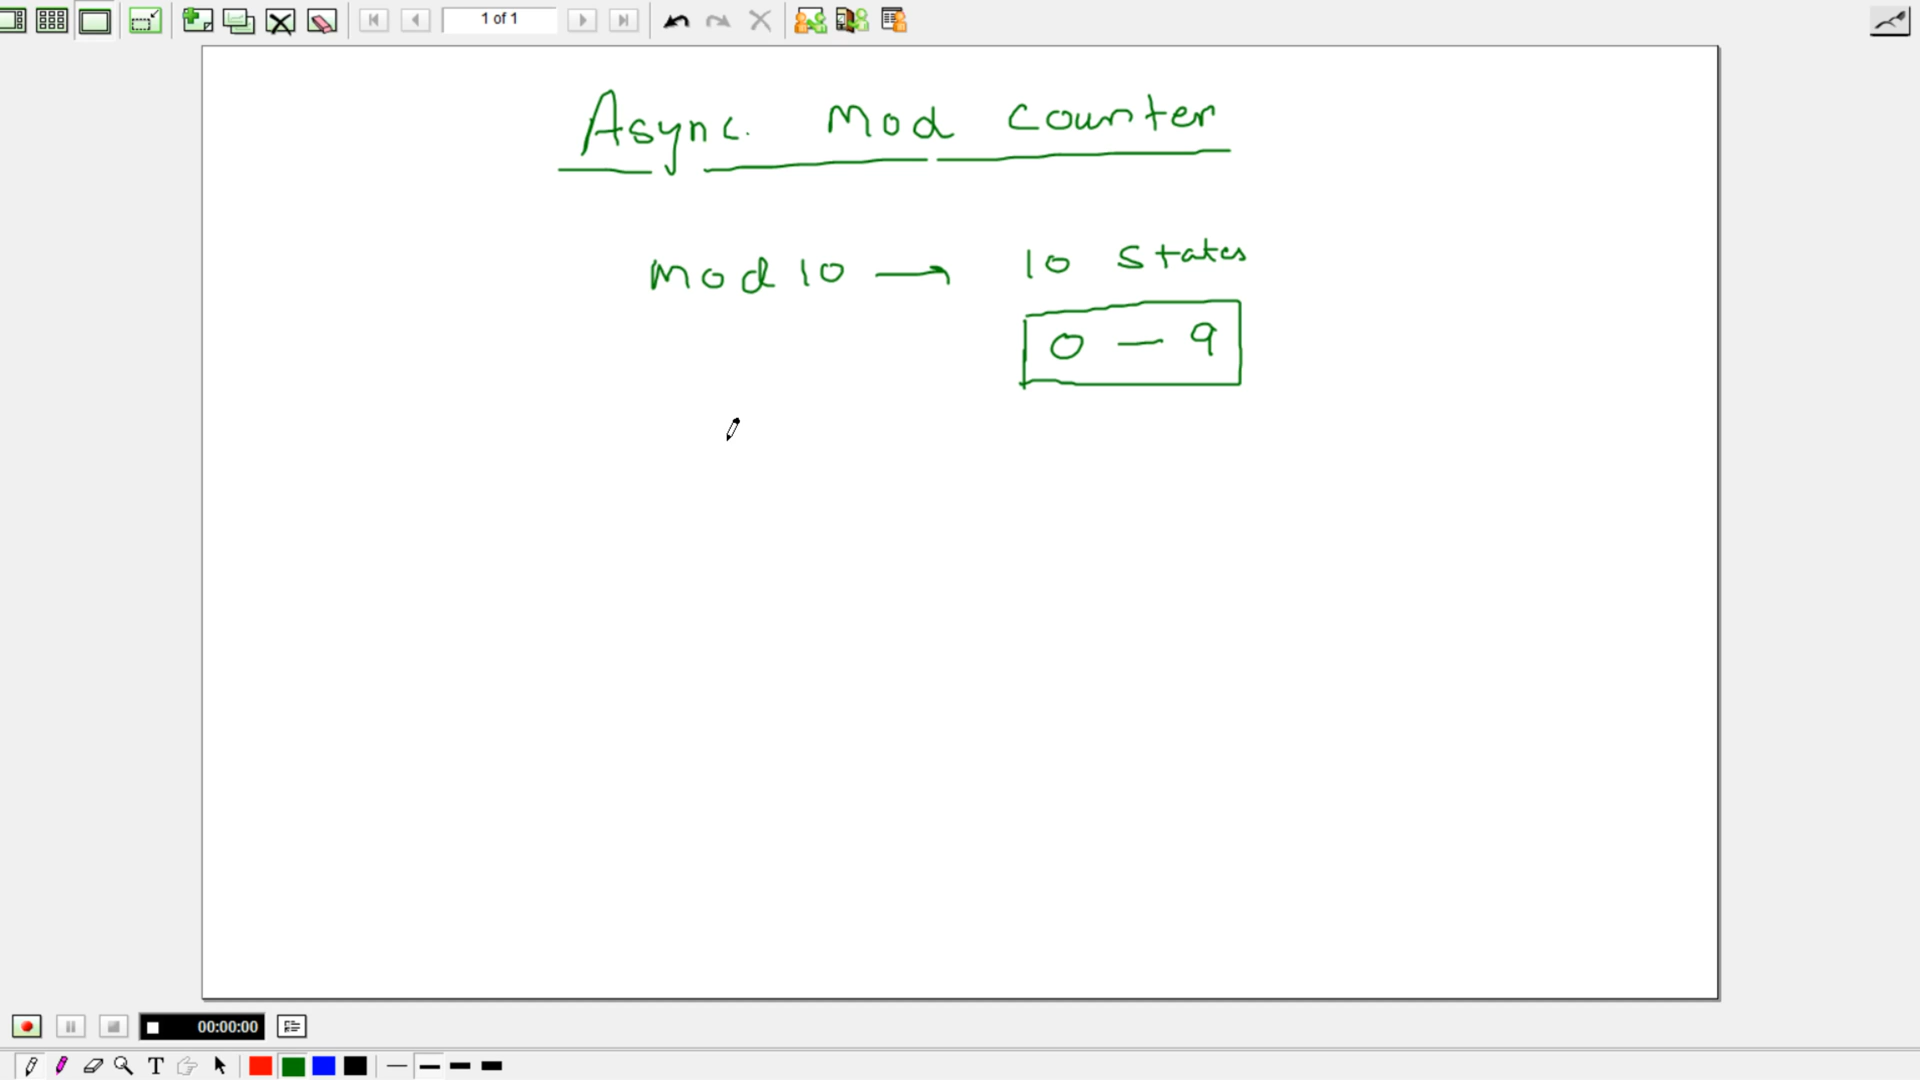 1 of 1
Async. Mod Counter
Mod 10 → 10 States
0 – 9
00:00:00
T